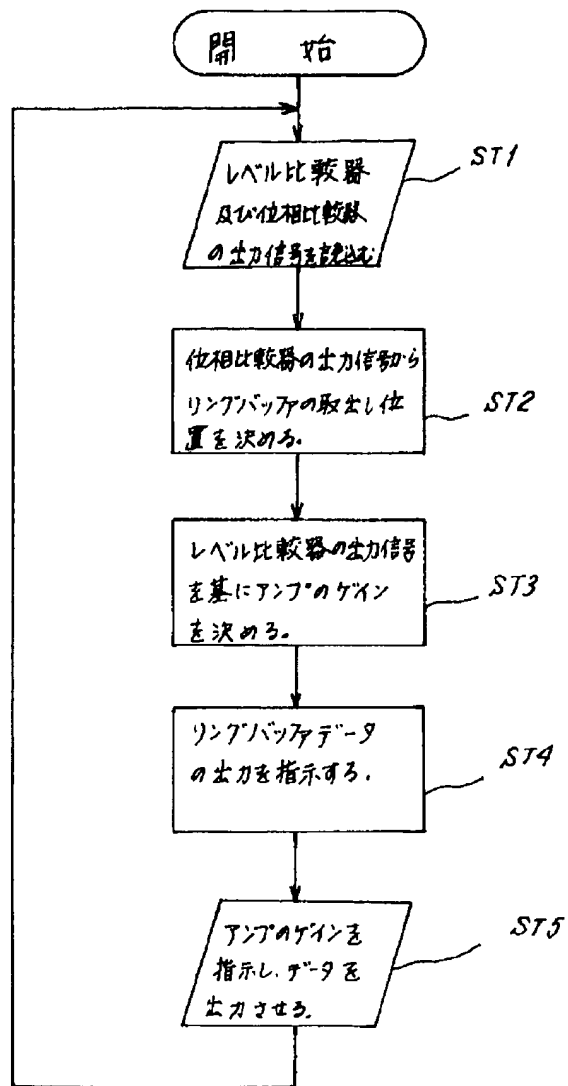 開 始
レベル比較器
及び位相比較器
の出力信号を読込む
ST1
位相比較器の出力信号から
リングバッファの取出し位
置を決める。
ST2
レベル比較器の出力信号
を基にアンプのゲイン
を決める。
ST3
リングバッファデータ
の出力を指示する.
ST4
アンプのゲインを
指示し、データを
出力させる。
ST5